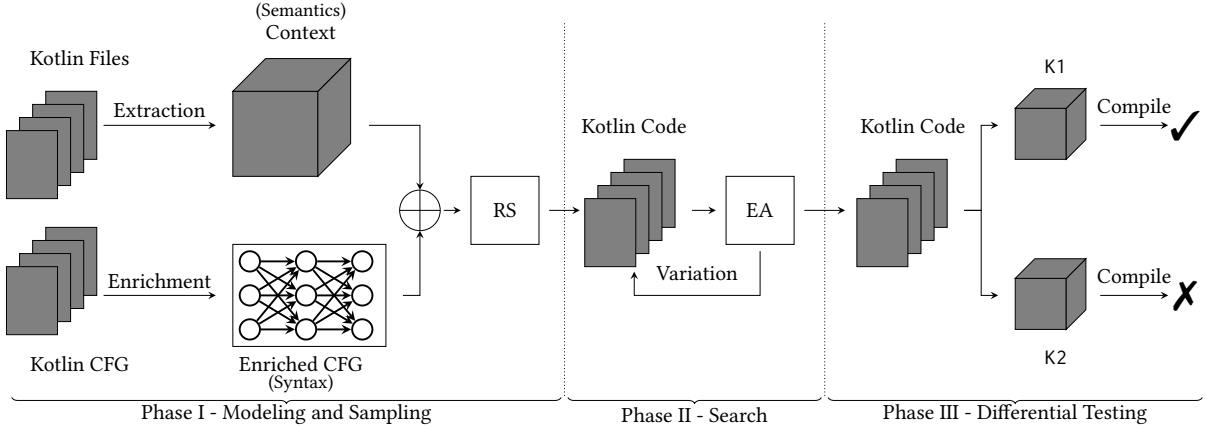 (Semantics)
Context
Kotlin Files
Extraction
Kotlin CFG
Enrichment
Enriched CFG
(Syntax)
RS
Phase I - Modeling and Sampling
Kotlin Code
EA
Variation
Phase II - Search
Kotlin Code
K1
Compile
✓
K2
Compile
✗
Phase III - Differential Testing